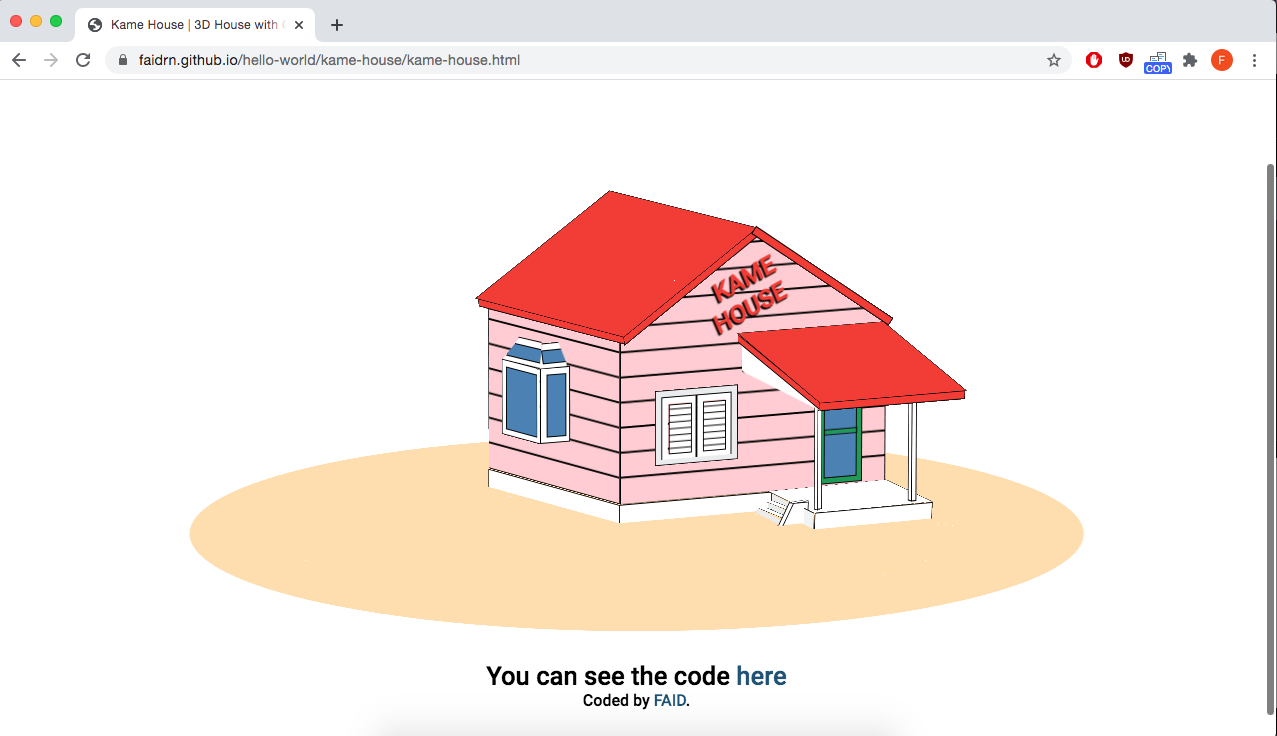 Kame House | 3D House with
faidrn.github.io/hello-world/kame-house/kame-house.html
UD
COPY
F
KAME
HOUSE
You can see the code here
Coded by FAID.